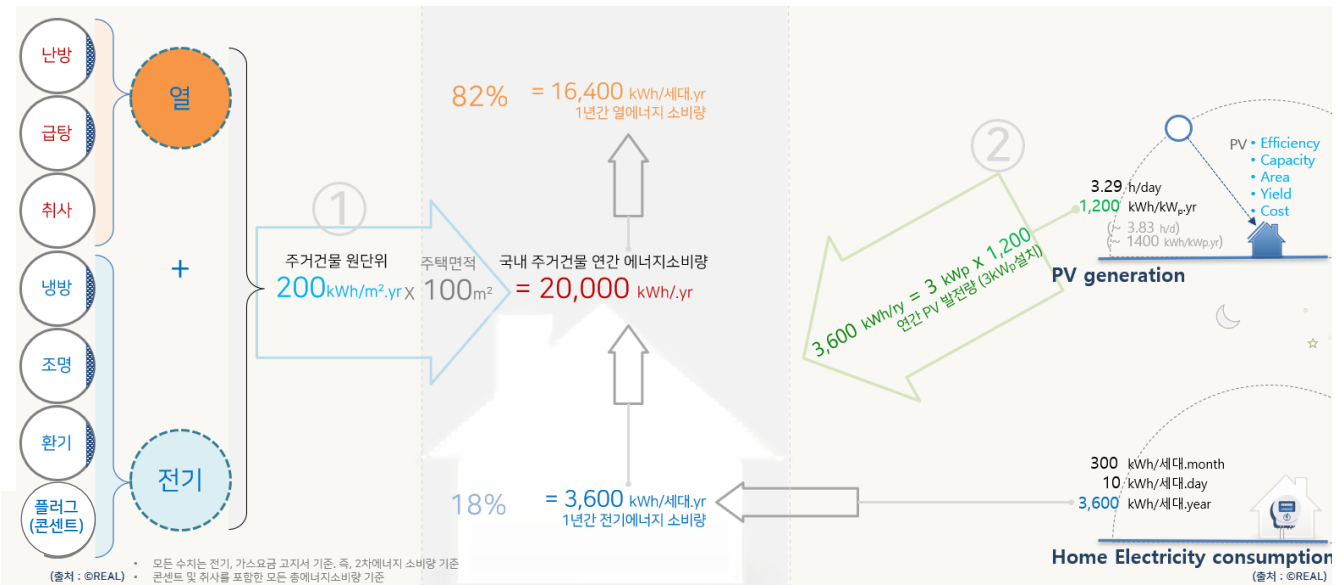 난방
급탕
취사
냉방
조명
환기
플러그
(콘센트)
열
+
전기
①
주거건물 원단위
200kWh/m².yr
x
주택면적
100m²
국내 주거건물 연간 에너지소비량
= 20,000 kWh/.yr
82%
= 16,400 kWh/세대.yr
1년간 열에너지 소비량
18%
= 3,600 kWh/세대.yr
1년간 전기에너지 소비량
②
3,600 kWh/ry = 3 kWp x 1,200
연간 PV 발전량 (3kWp설치)
PV
• Efficiency
• Capacity
• Area
• Yield
• Cost
3.29 h/day
1,200 kWh/kWp.yr
(~ 3.83 h/d)
(~ 1400 kWh/kWp.yr)
PV generation
300 kWh/세대.month
10 kWh/세대.day
3,600 kWh/세대.year
Home Electricity consumption
(출처 : ©REAL)
(출처 : ©REAL)
• 모든 수치는 전기, 가스요금 고지서 기준. 즉, 2차에너지 소비량 기준
• 콘센트 및 취사를 포함한 모든 총에너지소비량 기준